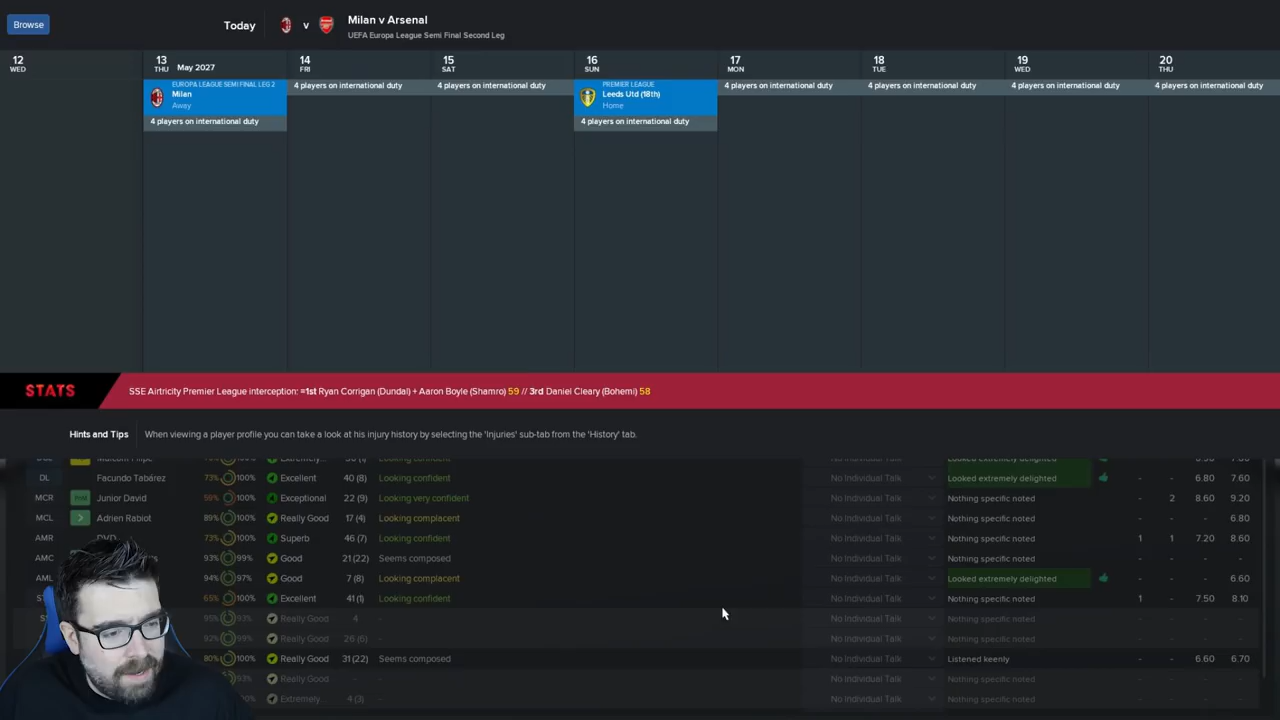 Browse
Today
v
Milan v Arsenal
UEFA Europa League Semi Final Second Leg
12 13 14 15 16 17 18 19 20
WED THU May 2027 FRI SAT SUN MON TUE WED THU
EUROPA LEAGUE SEMI FINAL LEG 2
Milan
Away
4 players on international duty
4 players on international duty
4 players on international duty
PREMIER LEAGUE
Leeds Utd (18th)
Home
4 players on international duty
4 players on international duty
4 players on international duty
4 players on international duty
4 players on international duty
STATS
SSE Airtricity Premier League interception: =1st Ryan Corrigan (Dundal) + Aaron Boyle (Shamro) 59 // 3rd Daniel Cleary (Bohemi) 58
Hints and Tips When viewing a player profile you can take a look at his injury history by selecting the 'Injuries' sub-tab from the 'History' tab.
DL Facundo Tabárez 73% 100% Excellent 40 (8) Looking confident No Individual Talk Looked extremely delighted - - 6.80 7.60
MCR Junior David 59% 100% Exceptional 22 (9) Looking very confident No Individual Talk Nothing specific noted - 2 8.60 9.20
MCL Adrien Rabiot 89% 100% Really Good 17 (4) Looking complacent No Individual Talk Nothing specific noted - - - 6.80
AMR 73% 100% Superb 46 (7) Looking confident No Individual Talk Nothing specific noted 1 1 7.20 8.60
AMC 93% 99% Good 21 (22) Seems composed No Individual Talk Nothing specific noted - - - -
AML 94% 97% Good 7 (8) Looking complacent No Individual Talk Looked extremely delighted - - - 6.60
65% 100% Excellent 41 (1) Looking confident No Individual Talk Nothing specific noted 1 - 7.50 8.10
95% 93% Really Good 4 - No Individual Talk Nothing specific noted - - - -
92% 99% Really Good 26 (6) - No Individual Talk Nothing specific noted - - - -
80% 100% Really Good 31 (22) Seems composed No Individual Talk Listened keenly - - 6.60 6.70
93% Really Good - - No Individual Talk Nothing specific noted - - - -
100% Extremely... 4 (3) - No Individual Talk Nothing specific noted - - - -